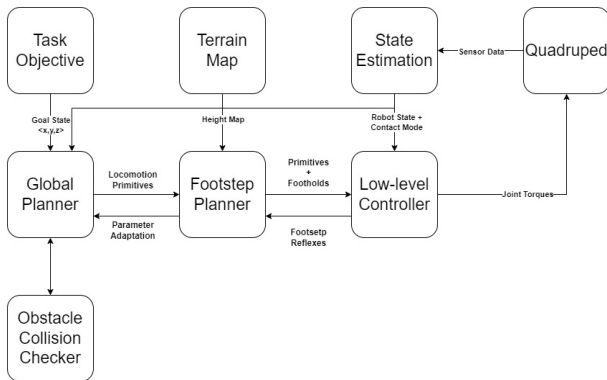 Task
Objective
Terrain
Map
State
Estimation
Sensor Data
Quadruped
Goal State
<x,y,z>
Height Map
Robot State +
Contact Mode
Global
Planner
Locomotion
Primitives
Parameter
Adaptation
Footstep
Planner
Primitives
+
Footholds
Footsetp
Reflexes
Low-level
Controller
Joint Torques
Obstacle
Collision
Checker